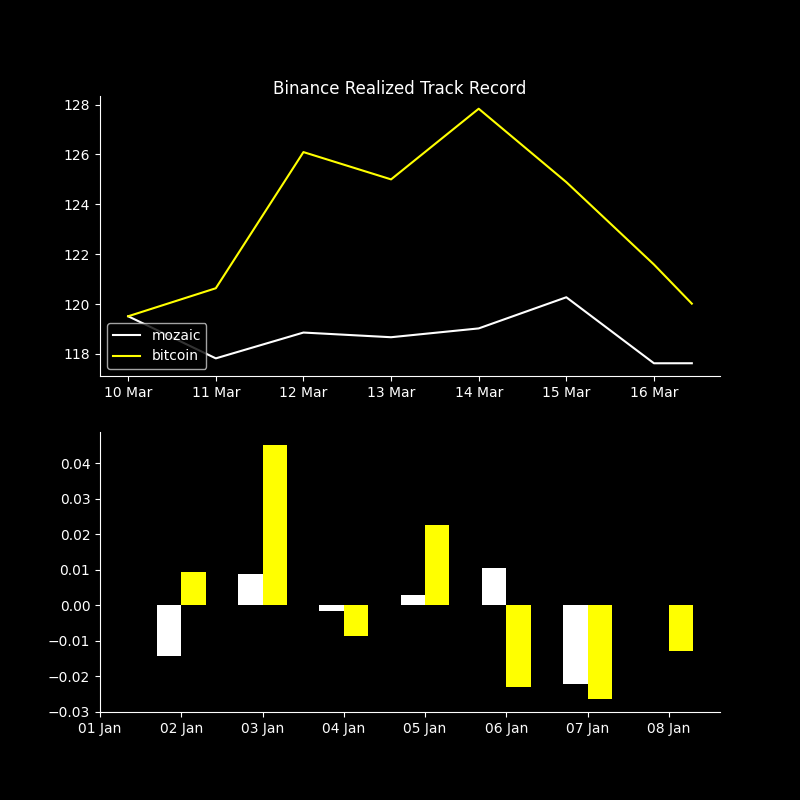 Binance Realized Track Record
128
126
124
122
120
118
mozaic
bitcoin
10 Mar 11 Mar 12 Mar 13 Mar 14 Mar 15 Mar 16 Mar
0.04
0.03
0.02
0.01
0.00
−0.01
−0.02
−0.03
01 Jan 02 Jan 03 Jan 04 Jan 05 Jan 06 Jan 07 Jan 08 Jan